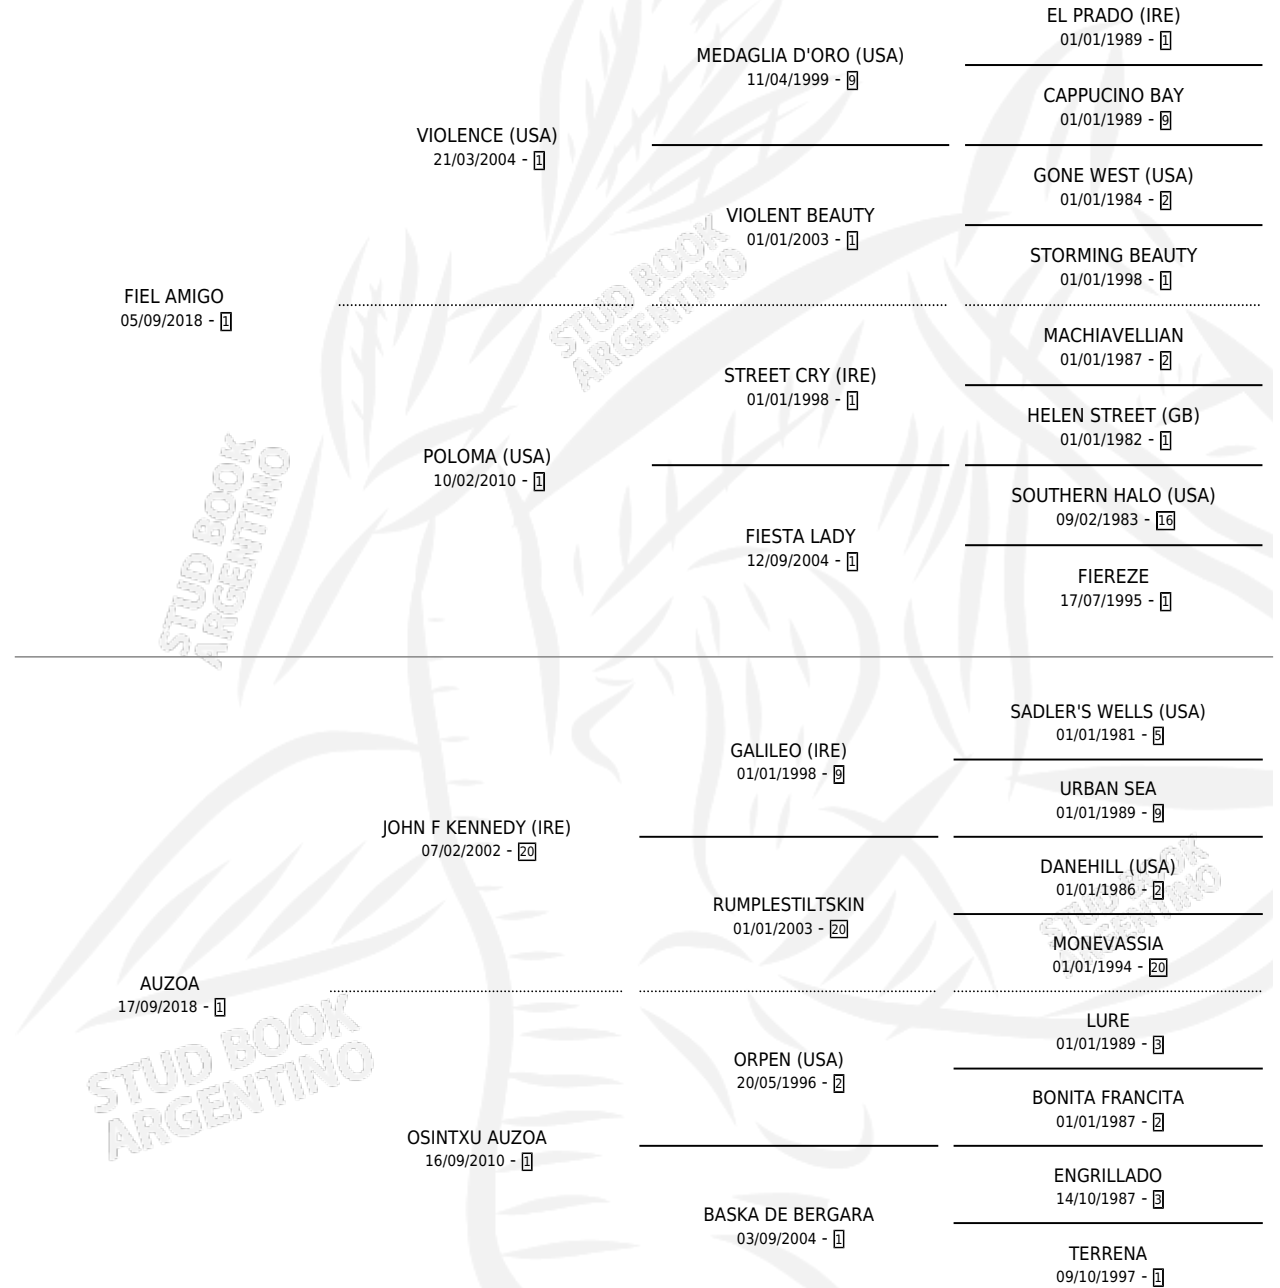 EL PRADO (IRE)
01/01/1989 - 1
MEDAGLIA D'ORO (USA)
11/04/1999 - 9
CAPPUCINO BAY
01/01/1989 - 9
VIOLENCE (USA)
21/03/2004 - 1
GONE WEST (USA)
01/01/1984 - 2
VIOLENT BEAUTY
01/01/2003 - 1
STORMING BEAUTY
01/01/1998 - 1
FIEL AMIGO
05/09/2018 - 1
STUD BOOK
ARGENTINO
MACHIAVELLIAN
01/01/1987 - 2
STREET CRY (IRE)
01/01/1998 - 1
HELEN STREET (GB)
01/01/1982 - 1
POLOMA (USA)
10/02/2010 - 1
SOUTHERN HALO (USA)
09/02/1983 - 16
FIESTA LADY
12/09/2004 - 1
FIEREZE
17/07/1995 - 1
STUD BOOK
ARGENTINO
SADLER'S WELLS (USA)
01/01/1981 - 5
GALILEO (IRE)
01/01/1998 - 9
URBAN SEA
01/01/1989 - 9
JOHN F KENNEDY (IRE)
07/02/2002 - 20
DANEHILL (USA)
01/01/1986 - 2
RUMPLESTILTSKIN
01/01/2003 - 20
STUD BOOK
ARGENTINO
MONEVASSIA
01/01/1994 - 20
AUZOA
17/09/2018 - 1
LURE
01/01/1989 - 3
ORPEN (USA)
20/05/1996 - 2
BONITA FRANCITA
01/01/1987 - 2
STUD BOOK
ARGENTINO
OSINTXU AUZOA
16/09/2010 - 1
ENGRILLADO
14/10/1987 - 3
BASKA DE BERGARA
03/09/2004 - 1
TERRENA
09/10/1997 - 1